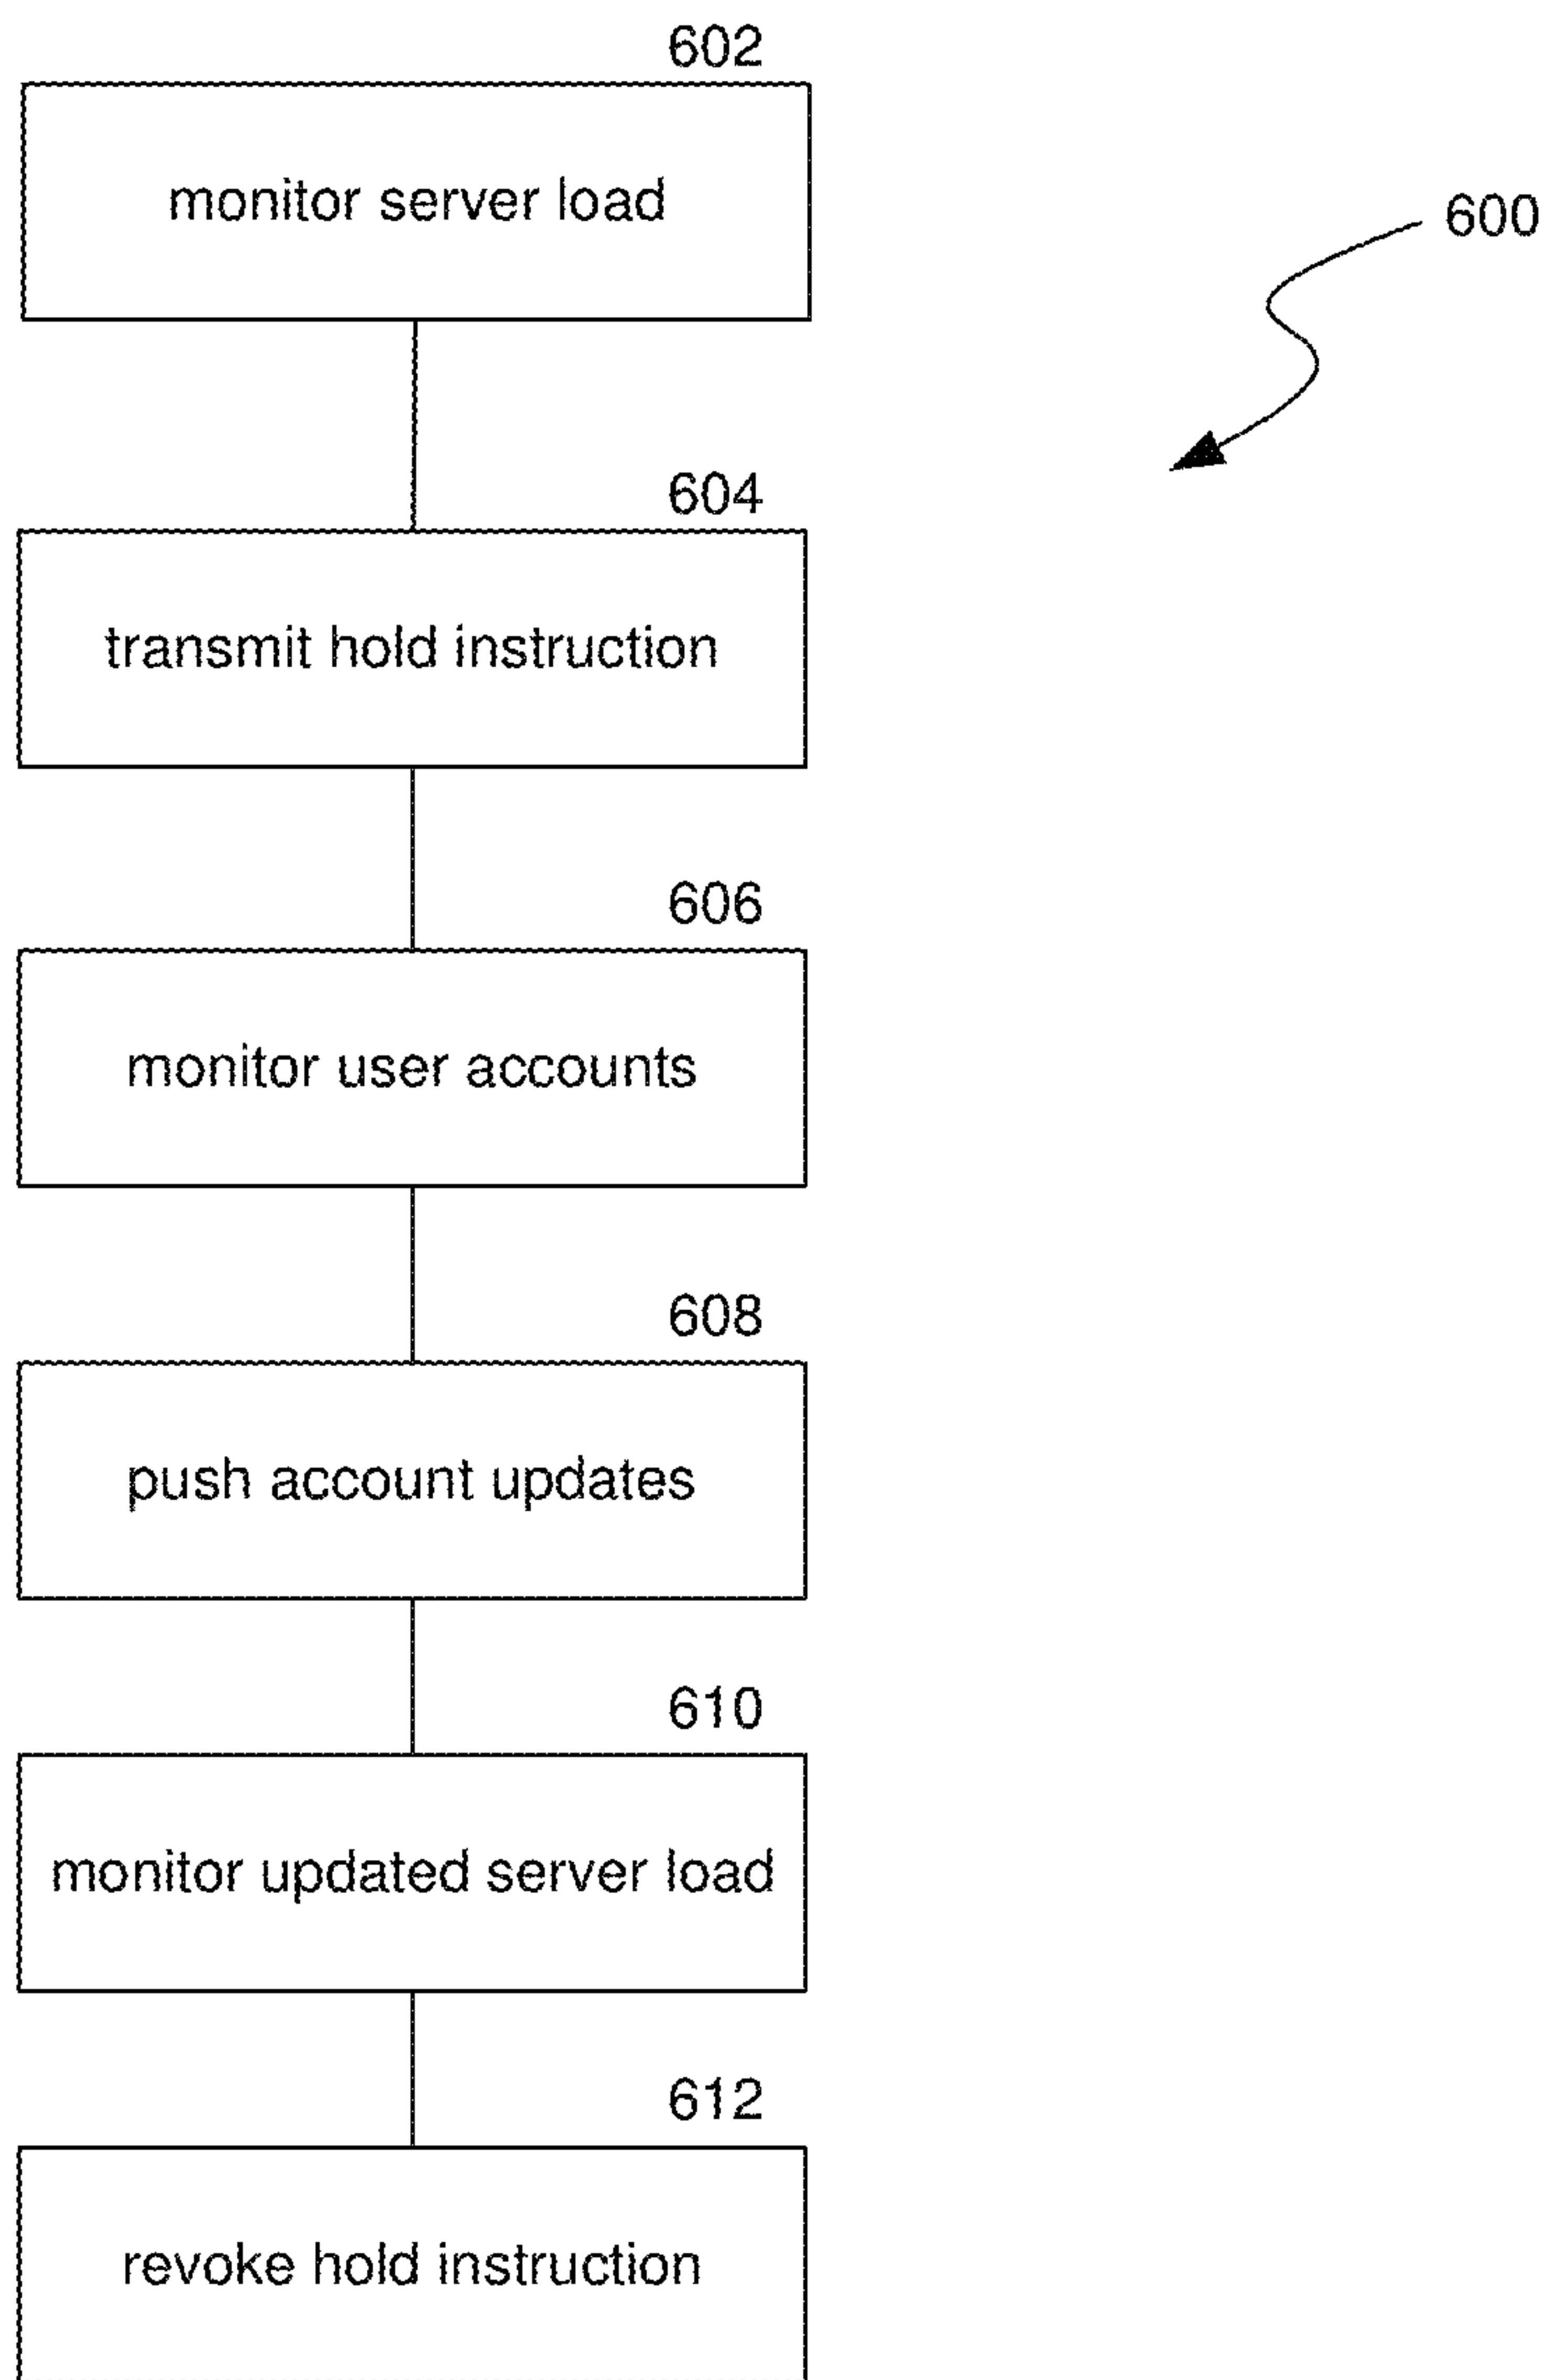 602
monitor server load
600
604
transmit hold instruction
606
monitor user accounts
608
push account updates
610
monitor updated server load
612
revoke hold instruction